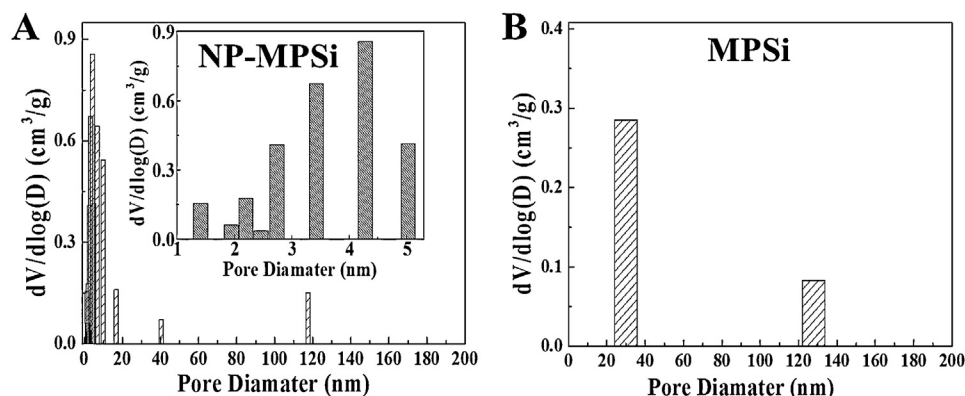 A
dV/dlog(D) (cm³/g)
0.9
0.6
0.3
0.0
0 20 40 60 80 100 120 140 160 180 200
Pore Diamater (nm)
NP-MPSi
dV/dlog(D) (cm³/g)
0.9
0.6
0.3
0.0
1 2 3 4 5
Pore Diamater (nm)
B
MPSi
dV/dlog(D) (cm³/g)
0.4
0.3
0.2
0.1
0.0
0 20 40 60 80 100 120 140 160 180 200
Pore Diamater (nm)